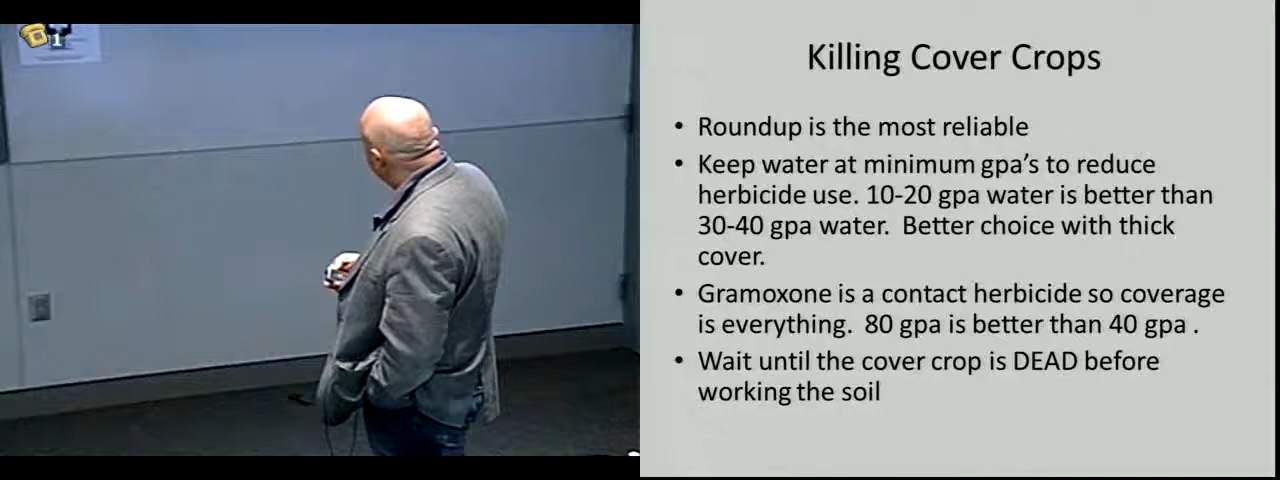 1
Killing Cover Crops
• Roundup is the most reliable
• Keep water at minimum gpa’s to reduce
herbicide use. 10-20 gpa water is better than
30-40 gpa water.  Better choice with thick
cover.
• Gramoxone is a contact herbicide so coverage
is everything.  80 gpa is better than 40 gpa .
• Wait until the cover crop is DEAD before
working the soil